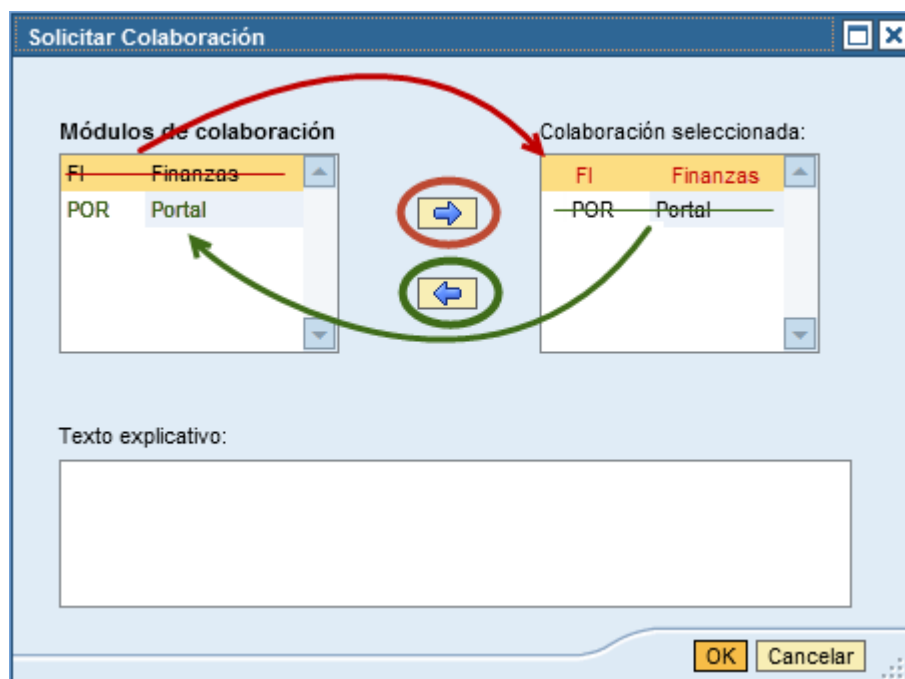 Solicitar Colaboración
Módulos de colaboración
FI Finanzas
POR Portal
Colaboración seleccionada:
FI Finanzas
POR Portal
Texto explicativo:
OK Cancelar